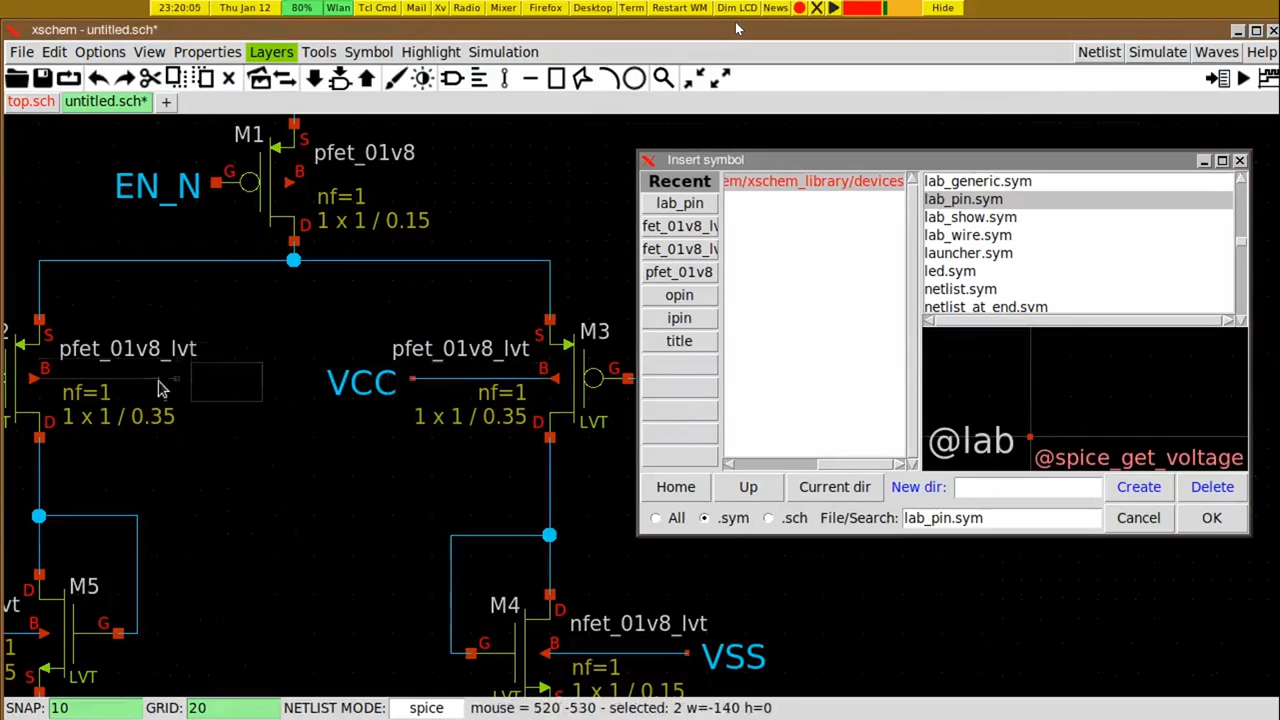 23:20:05 Thu Jan 12 80% Wlan Tcl Cmd Mail Xv Radio Mixer Firefox Desktop Term Restart WM Dim LCD News Hide
xschem - untitled.sch*
File Edit Options View Properties Layers Tools Symbol Highlight Simulation Netlist Simulate Waves Help
top.sch untitled.sch* +
M1
S
pfet_01v8
EN_N
G
B
nf=1
1 x 1 / 0.15
D
S
pfet_01v8_lvt
B
nf=1
1 x 1 / 0.35
D
VCC
pfet_01v8_lvt
nf=1
1 x 1 / 0.35
S
M3
B
G
D
LVT
D
M5
B
G
S
LVT
M4
D
nfet_01v8_lvt
G
B
VSS
nf=1
1 x 1 / 0.15
LVT
S
Insert symbol
Recent
lab_pin
fet_01v8_lv
fet_01v8_lv
pfet_01v8
opin
ipin
title
em/xschem_library/devices
lab_generic.sym
lab_pin.sym
lab_show.sym
lab_wire.sym
launcher.sym
led.sym
netlist.sym
netlist_at_end.sym
@lab
@spice_get_voltage
Home Up Current dir New dir: Create Delete
All .sym .sch File/Search: lab_pin.sym Cancel OK
SNAP: 10 GRID: 20 NETLIST MODE: spice mouse = 520 -530 - selected: 2 w=-140 h=0